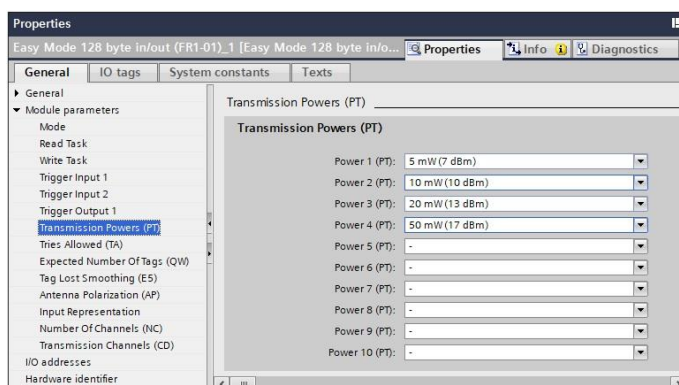 Properties
Easy Mode 128 byte in/out (FR1-01)_1 [Easy Mode 128 byte in/o...
Properties
Info
Diagnostics
General
IO tags
System constants
Texts
General
Module parameters
Mode
Read Task
Write Task
Trigger Input 1
Trigger Input 2
Trigger Output 1
Transmission Powers (PT)
Tries Allowed (TA)
Expected Number Of Tags (QW)
Tag Lost Smoothing (E5)
Antenna Polarization (AP)
Input Representation
Number Of Channels (NC)
Transmission Channels (CD)
I/O addresses
Hardware identifier
Transmission Powers (PT)
Transmission Powers (PT)
Power 1 (PT): 5 mW (7 dBm)
Power 2 (PT): 10 mW (10 dBm)
Power 3 (PT): 20 mW (13 dBm)
Power 4 (PT): 50 mW (17 dBm)
Power 5 (PT): -
Power 6 (PT): -
Power 7 (PT): -
Power 8 (PT): -
Power 9 (PT): -
Power 10 (PT): -